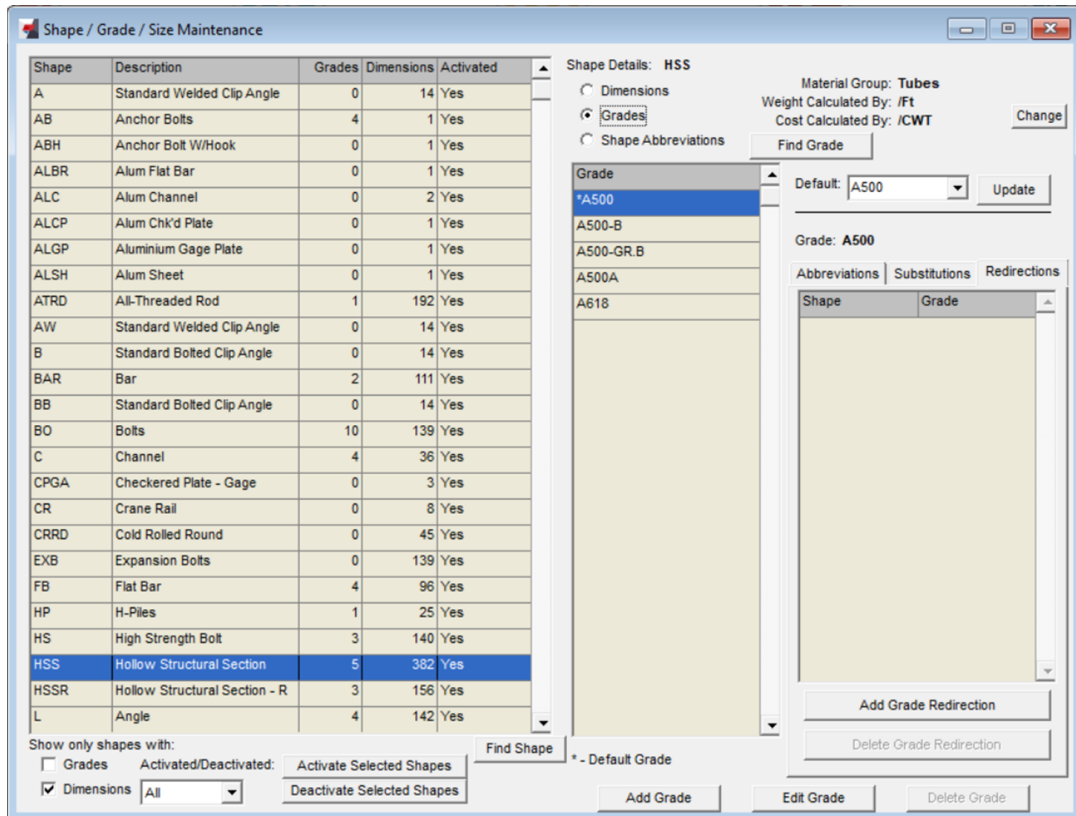 Shape / Grade / Size Maintenance
Shape Description Grades Dimensions Activated
A Standard Welded Clip Angle 0 14 Yes
AB Anchor Bolts 4 1 Yes
ABH Anchor Bolt W/Hook 0 1 Yes
ALBR Alum Flat Bar 0 1 Yes
ALC Alum Channel 0 2 Yes
ALCP Alum Chk'd Plate 0 1 Yes
ALGP Aluminium Gage Plate 0 1 Yes
ALSH Alum Sheet 0 1 Yes
ATRD All-Threaded Rod 1 192 Yes
AW Standard Welded Clip Angle 0 14 Yes
B Standard Bolted Clip Angle 0 14 Yes
BAR Bar 2 111 Yes
BB Standard Bolted Clip Angle 0 14 Yes
BO Bolts 10 139 Yes
C Channel 4 36 Yes
CPGA Checkered Plate - Gage 0 3 Yes
CR Crane Rail 0 8 Yes
CRRD Cold Rolled Round 0 45 Yes
EXB Expansion Bolts 0 139 Yes
FB Flat Bar 4 96 Yes
HP H-Piles 1 25 Yes
HS High Strength Bolt 3 140 Yes
HSS Hollow Structural Section 5 382 Yes
HSSR Hollow Structural Section - R 3 156 Yes
L Angle 4 142 Yes
Show only shapes with:
Find Shape
Grades Activated/Deactivated: Activate Selected Shapes
Dimensions All Deactivate Selected Shapes
Shape Details: HSS
Dimensions
Grades
Shape Abbreviations
Material Group: Tubes
Weight Calculated By: /Ft
Cost Calculated By: /CWT
Change
Find Grade
Grade
*A500
A500-B
A500-GR.B
A500A
A618
* - Default Grade
Default: A500 Update
Grade: A500
Abbreviations Substitutions Redirections
Shape Grade
Add Grade Redirection
Delete Grade Redirection
Add Grade Edit Grade Delete Grade